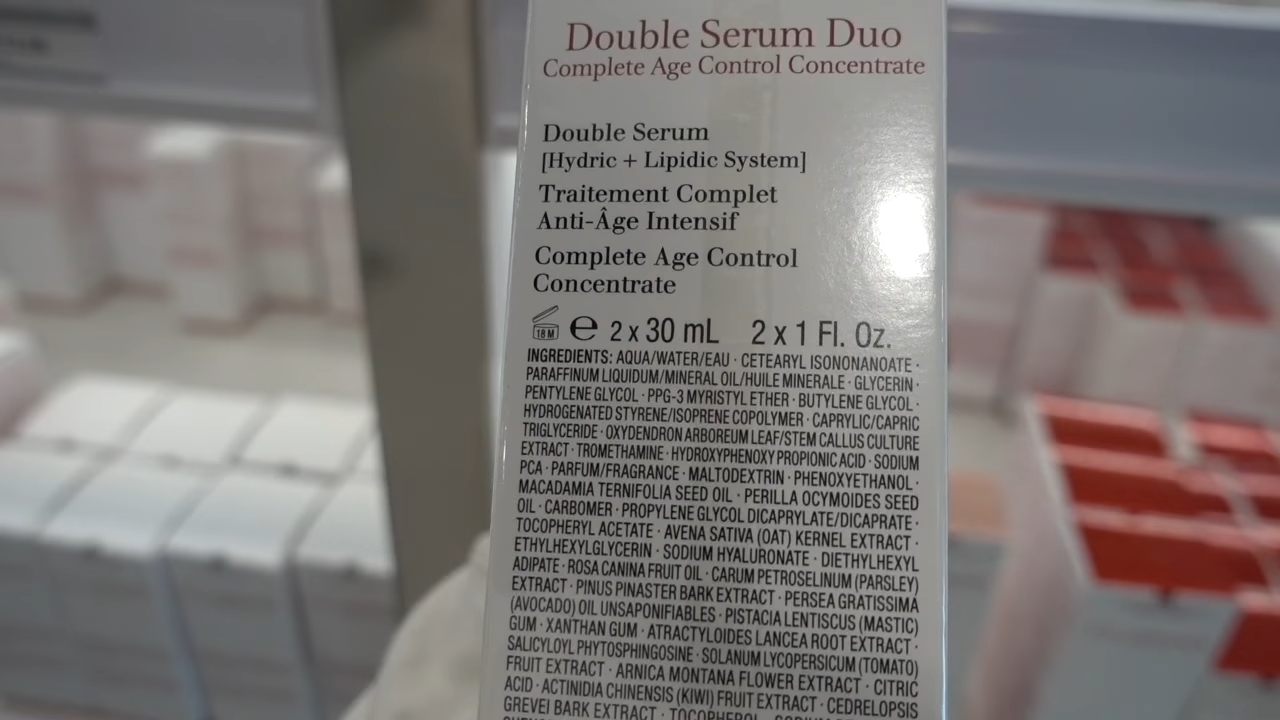 Double Serum Duo
Complete Age Control Concentrate
Double Serum
[Hydric + Lipidic System]
Traitement Complet
Anti-Âge Intensif
Complete Age Control
Concentrate
18 M e 2 x 30 mL 2 x 1 Fl. Oz.
INGREDIENTS: AQUA/WATER/EAU · CETEARYL ISONONANOATE ·
PARAFFINUM LIQUIDUM/MINERAL OIL/HUILE MINERALE · GLYCERIN ·
PENTYLENE GLYCOL · PPG-3 MYRISTYL ETHER · BUTYLENE GLYCOL ·
HYDROGENATED STYRENE/ISOPRENE COPOLYMER · CAPRYLIC/CAPRIC
TRIGLYCERIDE · OXYDENDRON ARBOREUM LEAF/STEM CALLUS CULTURE
EXTRACT · TROMETHAMINE · HYDROXYPHENOXY PROPIONIC ACID · SODIUM
PCA · PARFUM/FRAGRANCE · MALTODEXTRIN · PHENOXYETHANOL ·
MACADAMIA TERNIFOLIA SEED OIL · PERILLA OCYMOIDES SEED
OIL · CARBOMER · PROPYLENE GLYCOL DICAPRYLATE/DICAPRATE ·
TOCOPHERYL ACETATE · AVENA SATIVA (OAT) KERNEL EXTRACT ·
ETHYLHEXYLGLYCERIN · SODIUM HYALURONATE · DIETHYLHEXYL
ADIPATE · ROSA CANINA FRUIT OIL · CARUM PETROSELINUM (PARSLEY)
EXTRACT · PINUS PINASTER BARK EXTRACT · PERSEA GRATISSIMA
(AVOCADO) OIL UNSAPONIFIABLES · PISTACIA LENTISCUS (MASTIC)
GUM · XANTHAN GUM · ATRACTYLOIDES LANCEA ROOT EXTRACT ·
SALICYLOYL PHYTOSPHINGOSINE · SOLANUM LYCOPERSICUM (TOMATO)
FRUIT EXTRACT · ARNICA MONTANA FLOWER EXTRACT · CITRIC
ACID · ACTINIDIA CHINENSIS (KIWI) FRUIT EXTRACT · CEDRELOPSIS
GREVEI BARK EXTRACT · TOCOPHEROL · SODIUM